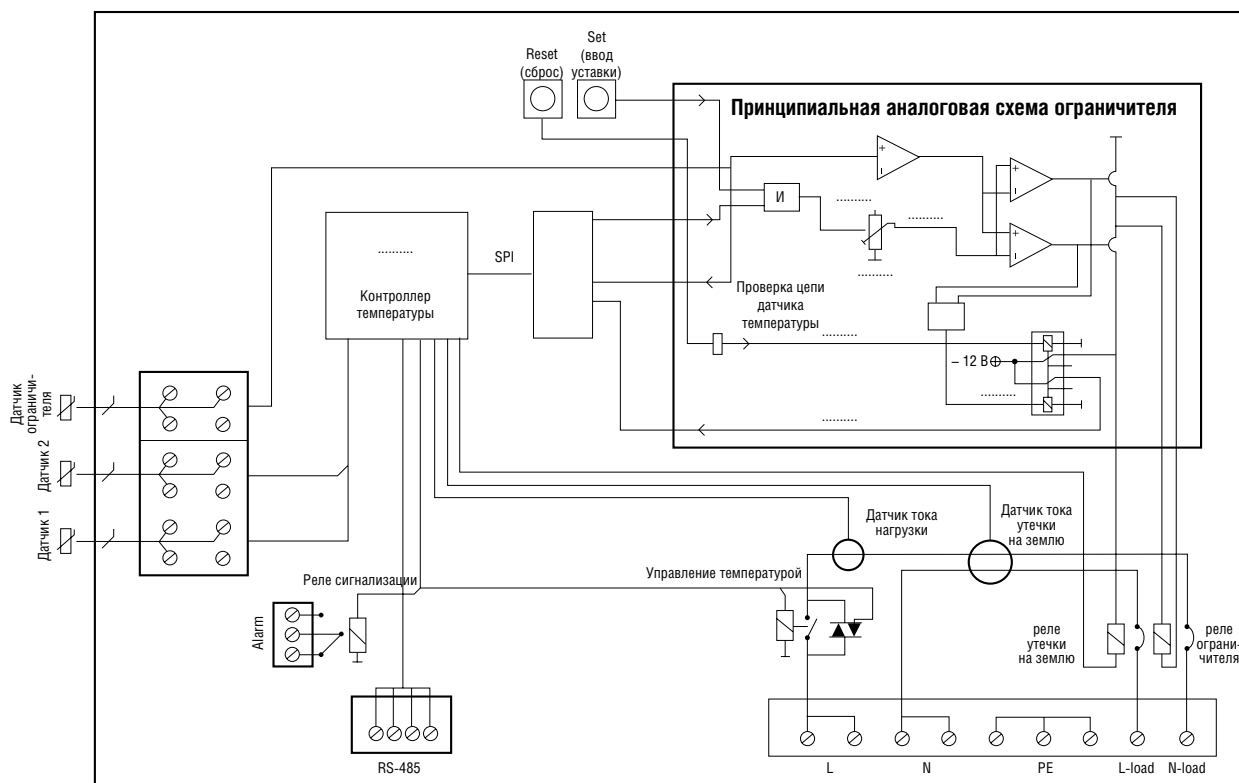 Set
(ввод
уставки)
Reset
(сброс)
Принципиальная аналоговая схема ограничителя
+
−
+
−
И
..........
..........
+
−
..........
SPI
..........
Контроллер
температуры
Проверка цепи
датчика
температуры
..........
− 12 В
..........
..........
Датчик
ограничи-
теля
Датчик 2
Датчик 1
Датчик тока
нагрузки
Датчик тока
утечки
на землю
Реле сигнализации
Управление температурой
Alarm
реле
утечки
на землю
реле
ограни-
чителя
RS-485
L
N
PE
L-load
N-load